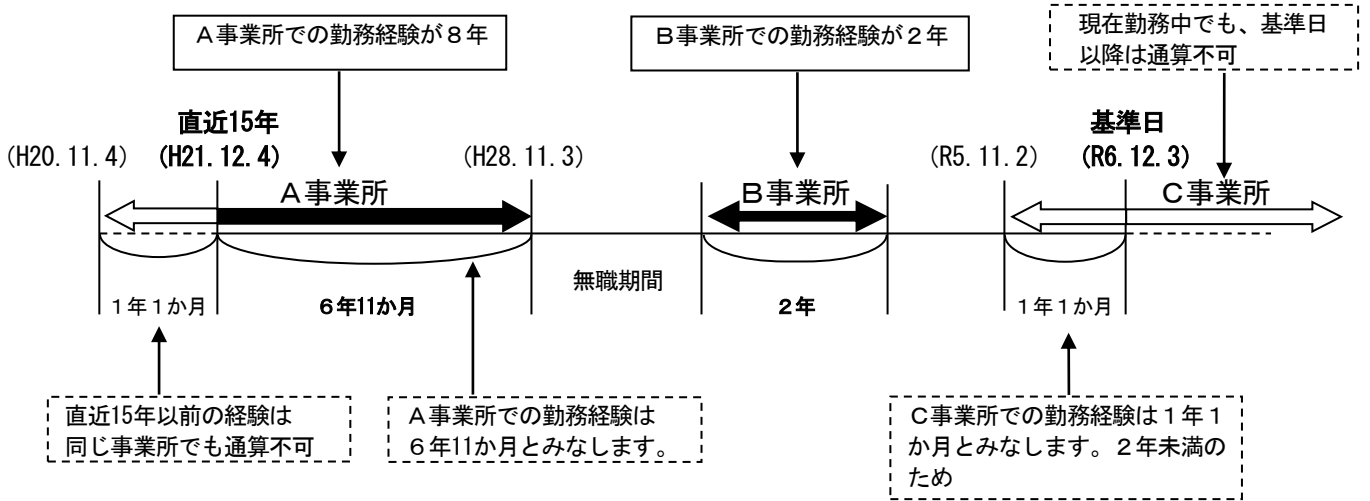 Ａ事業所での勤務経験が８年
Ｂ事業所での勤務経験が２年
現在勤務中でも、基準日
以降は通算不可
直近15年
基準日
(H20.11.4)
(H21.12.4)
(H28.11.3)
(R5.11.2)
(R6.12.3)
Ａ事業所
Ｂ事業所
Ｃ事業所
無職期間
１年１か月
６年11か月
２年
１年１か月
直近15年以前の経験は
同じ事業所でも通算不可
Ａ事業所での勤務経験は
６年11か月とみなします。
Ｃ事業所での勤務経験は１年１
か月とみなします。２年未満の
ため